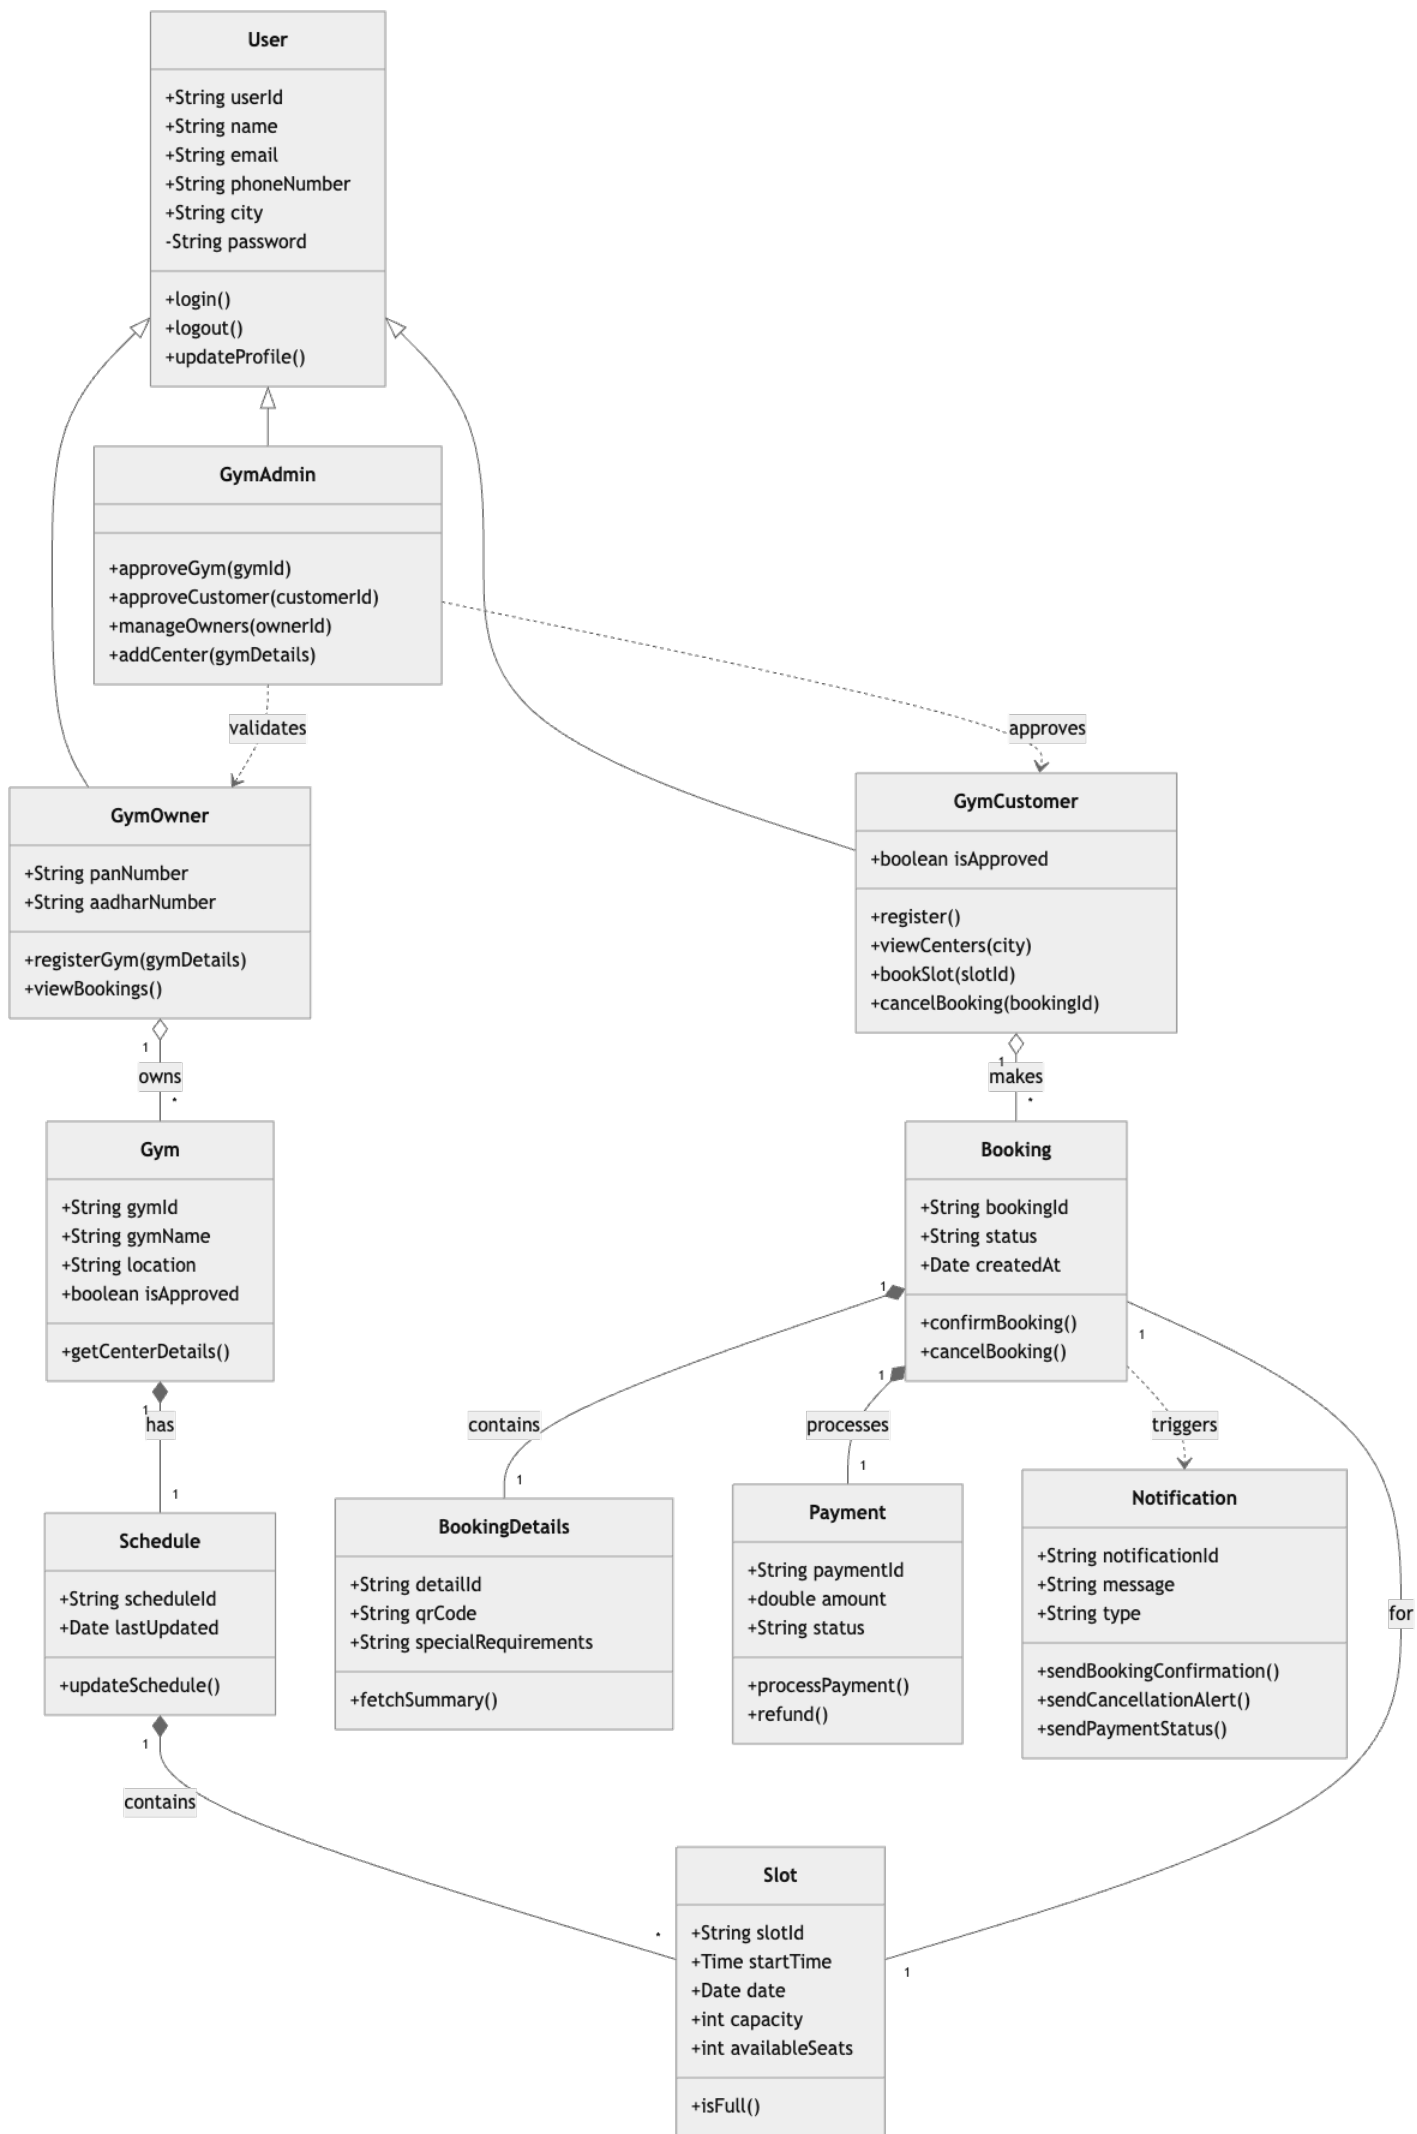 User
+String userId
+String name
+String email
+String phoneNumber
+String city
-String password
+login()
+logout()
+updateProfile()
GymAdmin
+approveGym(gymId)
+approveCustomer(customerId)
+manageOwners(ownerId)
+addCenter(gymDetails)
validates
approves
GymOwner
+String panNumber
+String aadharNumber
+registerGym(gymDetails)
+viewBookings()
GymCustomer
+boolean isApproved
+register()
+viewCenters(city)
+bookSlot(slotId)
+cancelBooking(bookingId)
1
owns
*
1
makes
*
Gym
+String gymId
+String gymName
+String location
+boolean isApproved
+getCenterDetails()
Booking
+String bookingId
+String status
+Date createdAt
+confirmBooking()
+cancelBooking()
1
has
1
1
contains
1
1
processes
1
triggers
1
for
1
Schedule
+String scheduleId
+Date lastUpdated
+updateSchedule()
BookingDetails
+String detailId
+String qrCode
+String specialRequirements
+fetchSummary()
Payment
+String paymentId
+double amount
+String status
+processPayment()
+refund()
Notification
+String notificationId
+String message
+String type
+sendBookingConfirmation()
+sendCancellationAlert()
+sendPaymentStatus()
1
contains
*
Slot
+String slotId
+Time startTime
+Date date
+int capacity
+int availableSeats
+isFull()